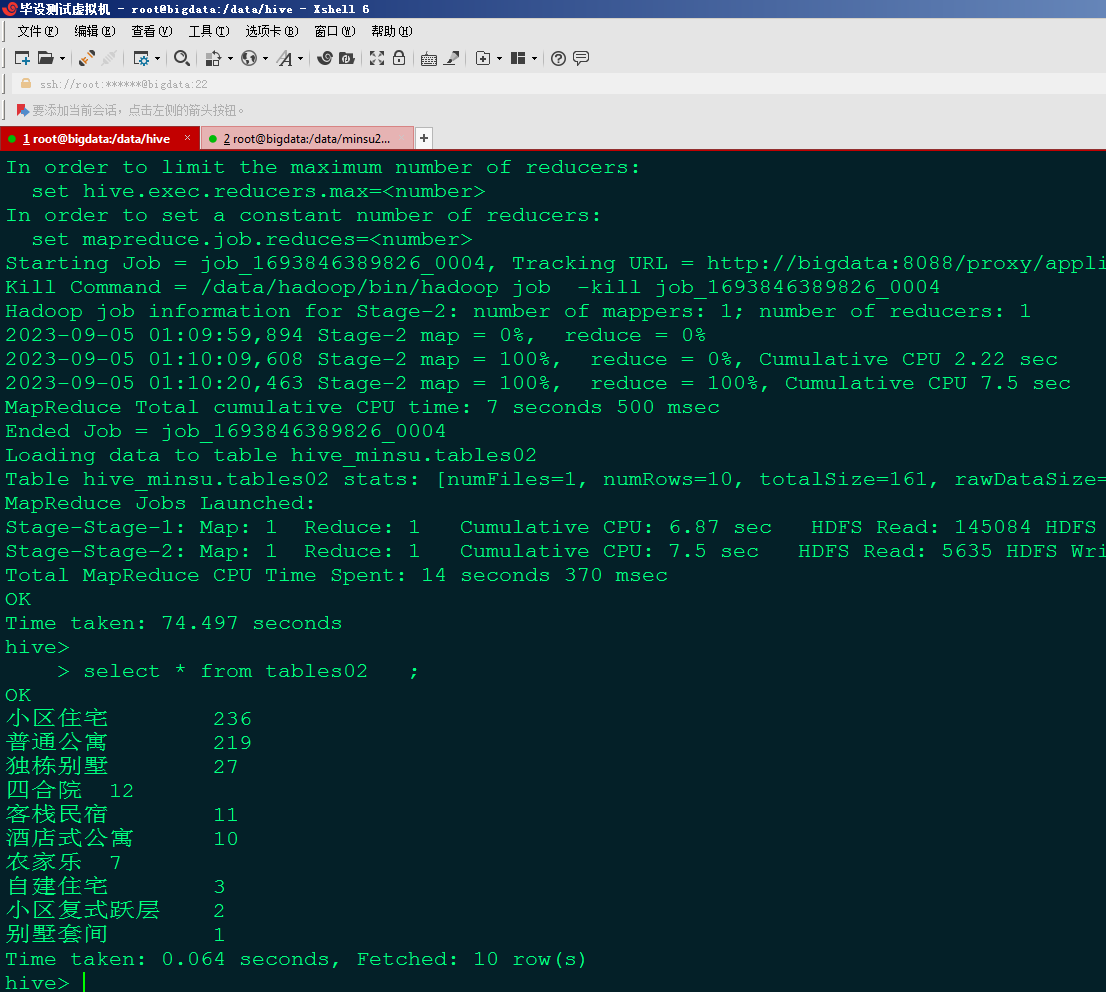 毕设测试虚拟机 - root@bigdata:/data/hive - Xshell 6
文件(F) 编辑(E) 查看(V) 工具(T) 选项卡(B) 窗口(W) 帮助(H)
ssh://root:******@bigdata:22
要添加当前会话，点击左侧的箭头按钮。
1 root@bigdata:/data/hive × 2 root@bigdata:/data/minsu2... × +
In order to limit the maximum number of reducers:
  set hive.exec.reducers.max=<number>
In order to set a constant number of reducers:
  set mapreduce.job.reduces=<number>
Starting Job = job_1693846389826_0004, Tracking URL = http://bigdata:8088/proxy/appli
Kill Command = /data/hadoop/bin/hadoop job  -kill job_1693846389826_0004
Hadoop job information for Stage-2: number of mappers: 1; number of reducers: 1
2023-09-05 01:09:59,894 Stage-2 map = 0%,  reduce = 0%
2023-09-05 01:10:09,608 Stage-2 map = 100%,  reduce = 0%, Cumulative CPU 2.22 sec
2023-09-05 01:10:20,463 Stage-2 map = 100%,  reduce = 100%, Cumulative CPU 7.5 sec
MapReduce Total cumulative CPU time: 7 seconds 500 msec
Ended Job = job_1693846389826_0004
Loading data to table hive_minsu.tables02
Table hive_minsu.tables02 stats: [numFiles=1, numRows=10, totalSize=161, rawDataSize=
MapReduce Jobs Launched:
Stage-Stage-1: Map: 1  Reduce: 1   Cumulative CPU: 6.87 sec   HDFS Read: 145084 HDFS
Stage-Stage-2: Map: 1  Reduce: 1   Cumulative CPU: 7.5 sec   HDFS Read: 5635 HDFS Wri
Total MapReduce CPU Time Spent: 14 seconds 370 msec
OK
Time taken: 74.497 seconds
hive>
    > select * from tables02   ;
OK
小区住宅 236
普通公寓 219
独栋别墅 27
四合院 12
客栈民宿 11
酒店式公寓 10
农家乐 7
自建住宅 3
小区复式跃层 2
别墅套间 1
Time taken: 0.064 seconds, Fetched: 10 row(s)
hive>